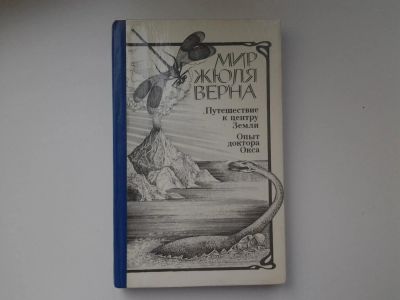 МИР
ЖЮЛЯ
ВЕРНА
Путешествие
к центру
Земли
Опыт
доктора
Окса